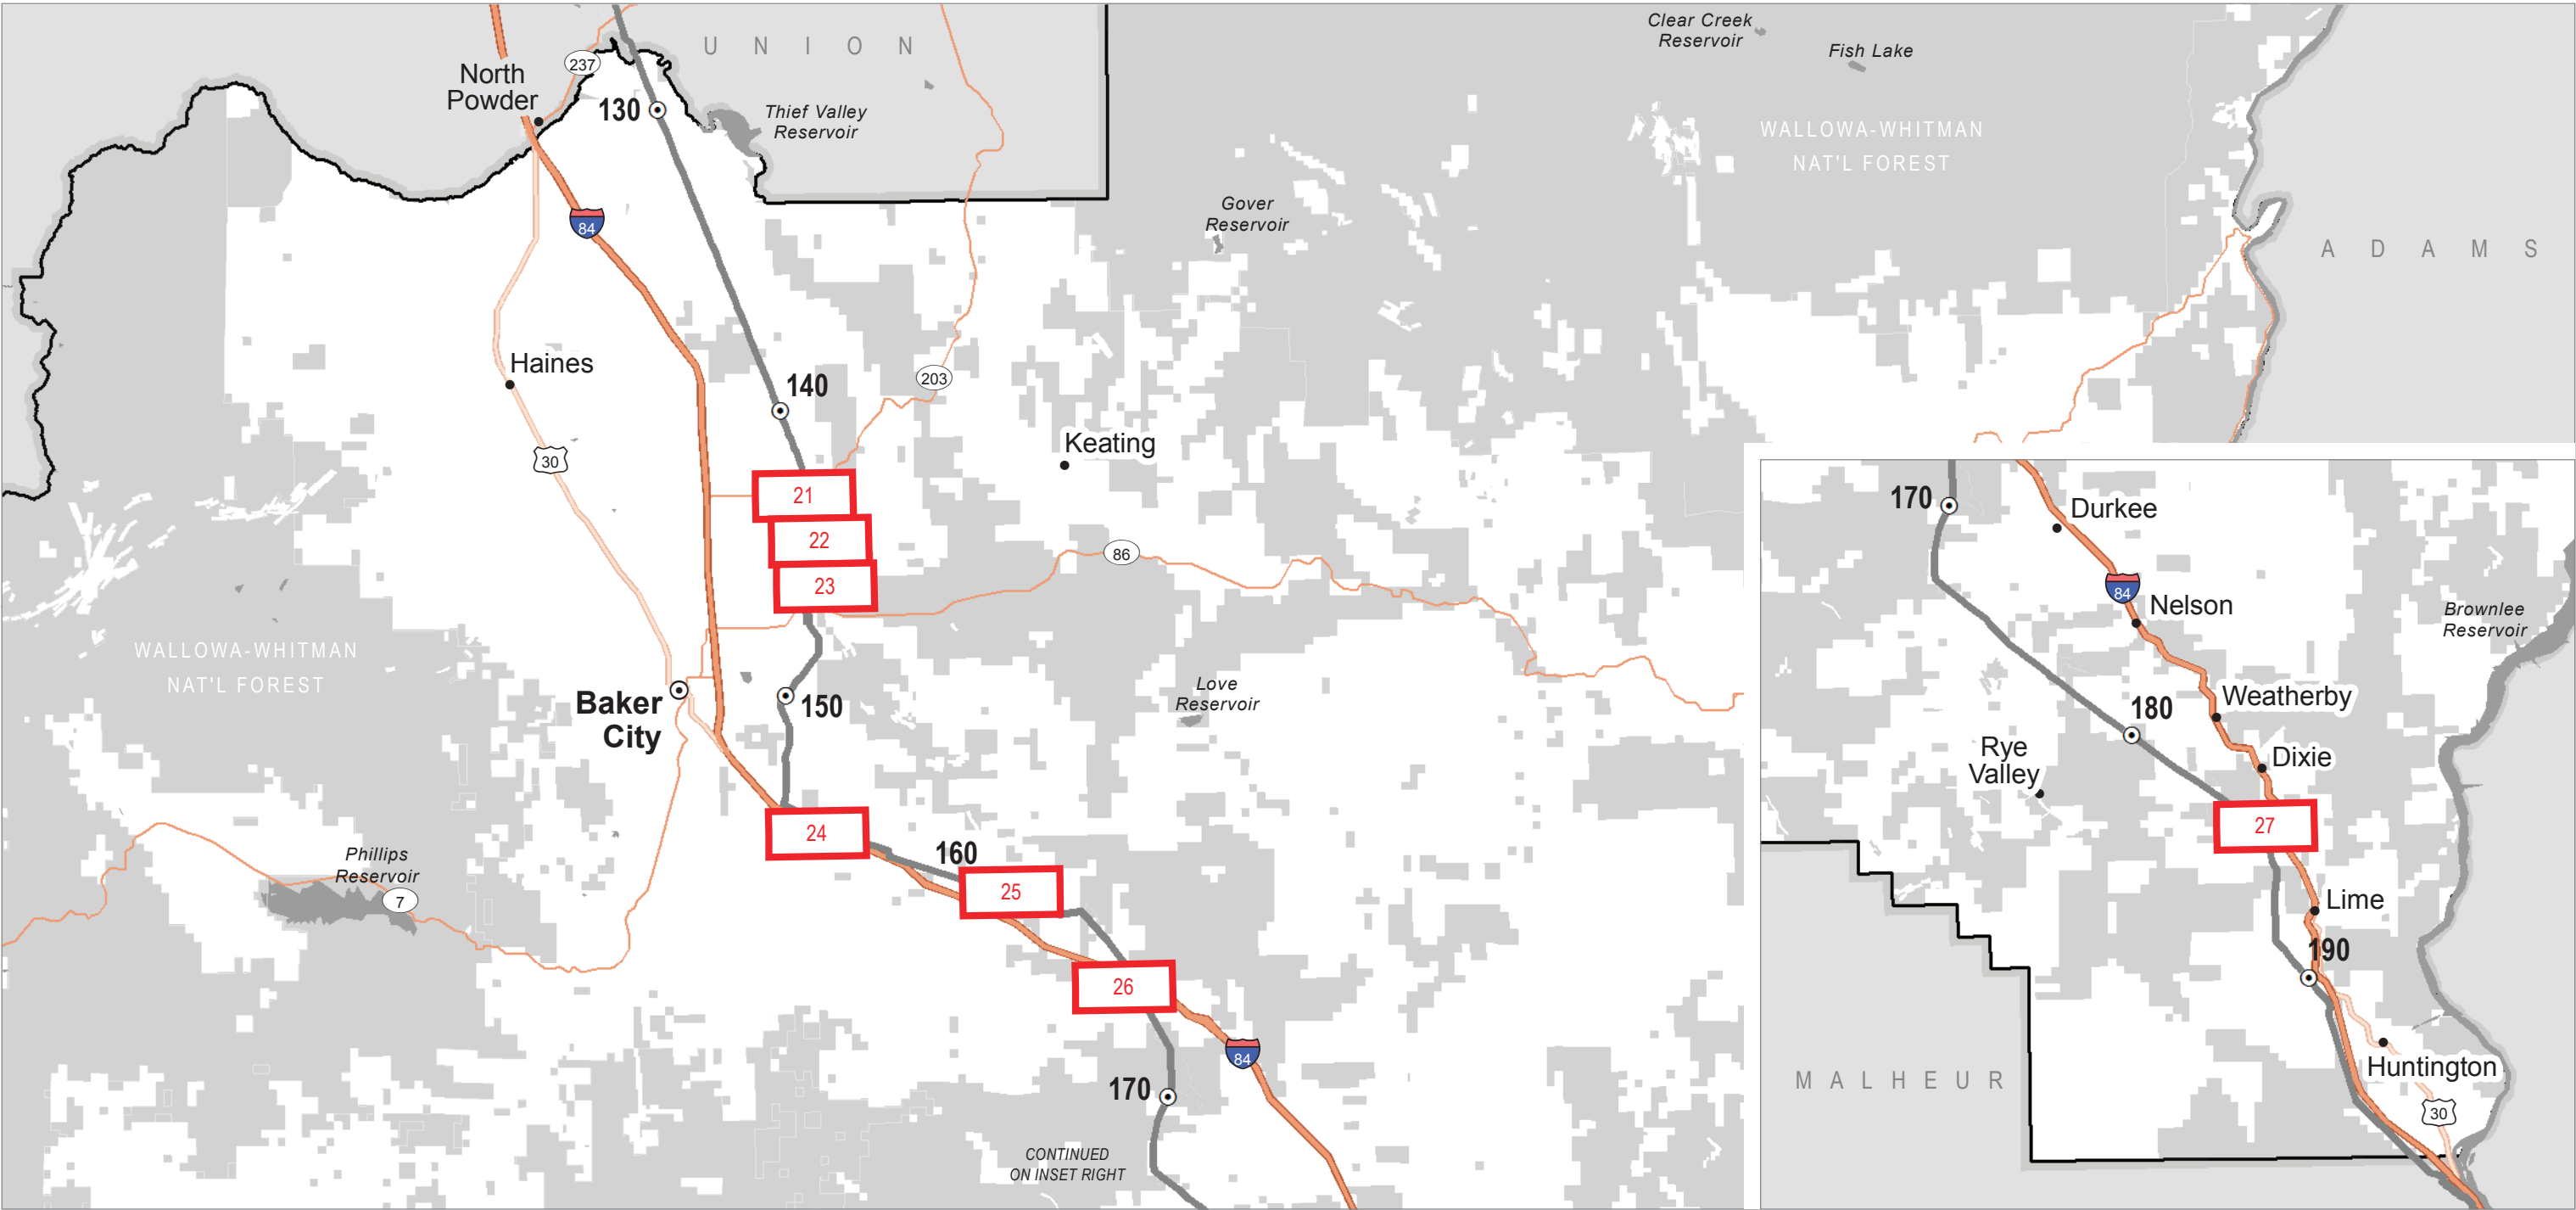 Clear Creek
Reservoir
Fish Lake
UNION
237
North
Powder
130
Thief Valley
Reservoir
WALLOWA-WHITMAN
NAT'L FOREST
84
Gover
Reservoir
ADAMS
Haines
140
203
30
Keating
21
22
86
23
WALLOWA-WHITMAN
NAT'L FOREST
Baker
City
150
Love
Reservoir
24
160
Phillips
Reservoir
7
25
26
84
170
CONTINUED
ON INSET RIGHT
170
Durkee
84
Nelson
Brownlee
Reservoir
Weatherby
180
Rye
Valley
Dixie
27
Lime
190
Huntington
MALHEUR
30